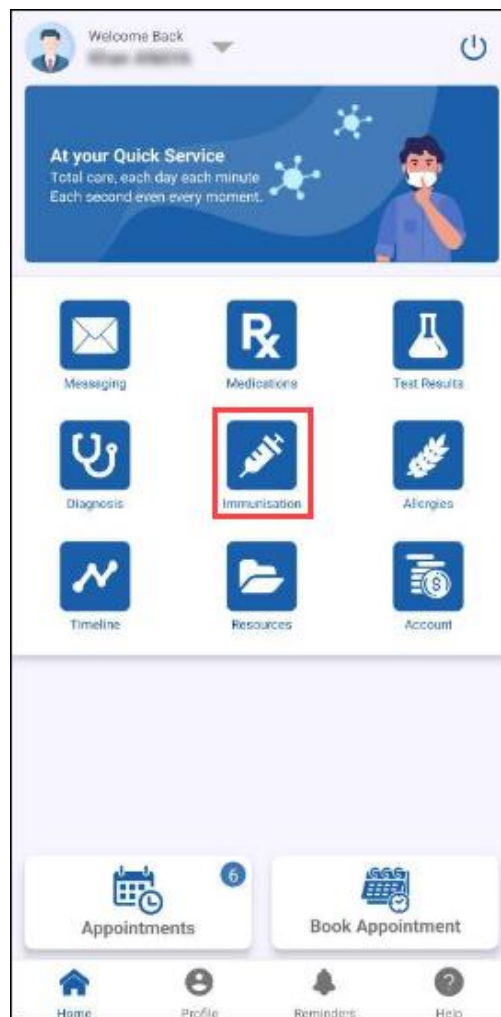 Welcome Back
At your Quick Service
Total care, each day each minute
Each second even every moment.
Messaging
Medications
Test Results
Diagnosis
Immunisation
Allergies
Timeline
Resources
Account
6
Appointments
Book Appointment
Home
Profile
Reminders
Help